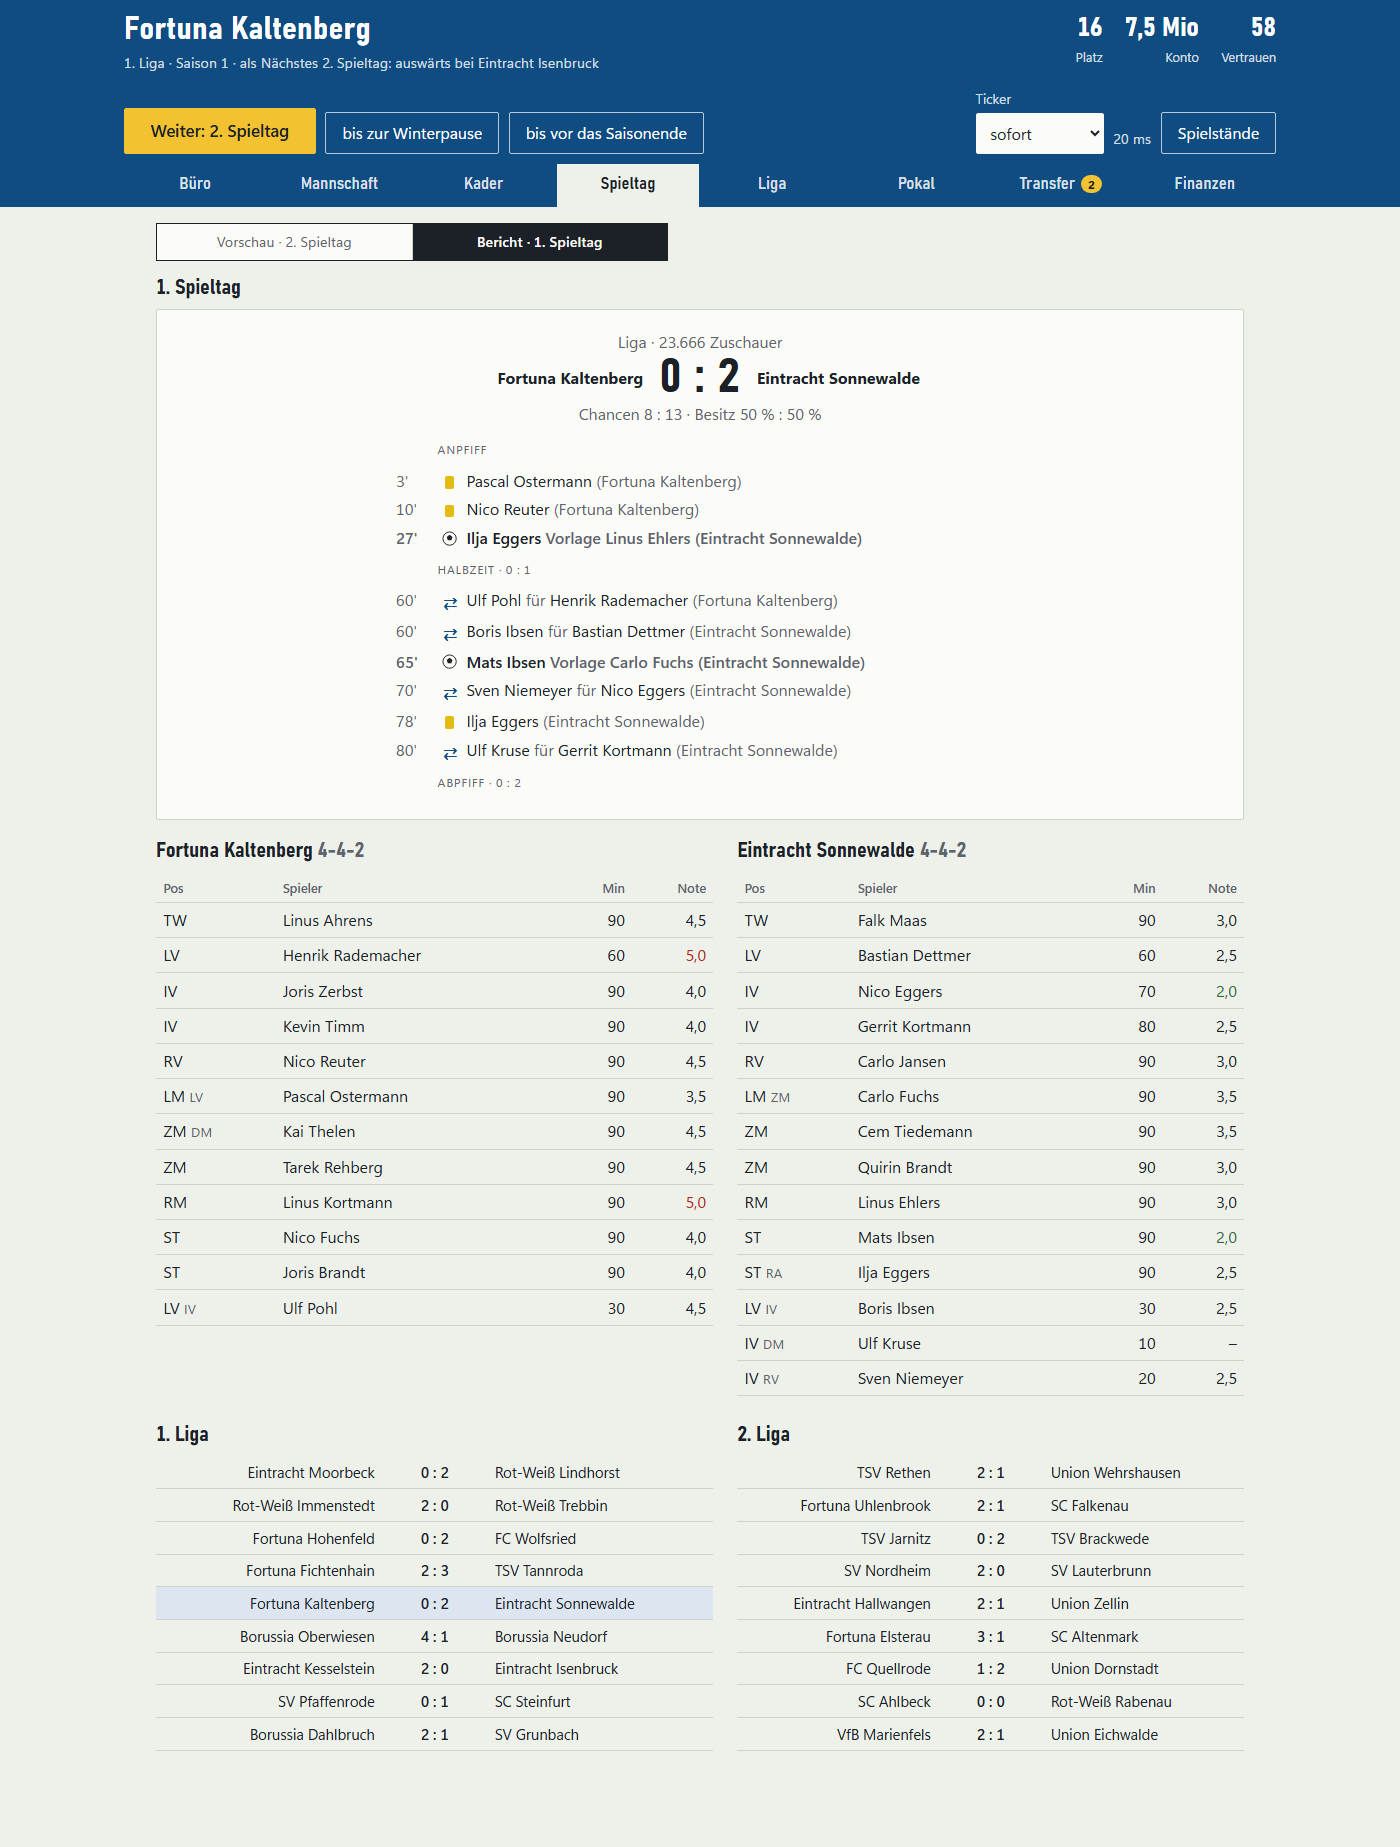 Fortuna Kaltenberg
1. Liga · Saison 1 · als Nächstes 2. Spieltag: auswärts bei Eintracht Isenbruck
16 7,5 Mio 58
Platz Konto Vertrauen
Ticker
Weiter: 2. Spieltag bis zur Winterpause bis vor das Saisonende sofort 20 ms Spielstände
Büro Mannschaft Kader Spieltag Liga Pokal Transfer 2 Finanzen
Vorschau · 2. Spieltag Bericht · 1. Spieltag
1. Spieltag
Liga · 23.666 Zuschauer
Fortuna Kaltenberg 0 : 2 Eintracht Sonnewalde
Chancen 8 : 13 · Besitz 50 % : 50 %
ANPFIFF
3' Pascal Ostermann (Fortuna Kaltenberg)
10' Nico Reuter (Fortuna Kaltenberg)
27' Ilja Eggers Vorlage Linus Ehlers (Eintracht Sonnewalde)
HALBZEIT · 0 : 1
60' Ulf Pohl für Henrik Rademacher (Fortuna Kaltenberg)
60' Boris Ibsen für Bastian Dettmer (Eintracht Sonnewalde)
65' Mats Ibsen Vorlage Carlo Fuchs (Eintracht Sonnewalde)
70' Sven Niemeyer für Nico Eggers (Eintracht Sonnewalde)
78' Ilja Eggers (Eintracht Sonnewalde)
80' Ulf Kruse für Gerrit Kortmann (Eintracht Sonnewalde)
ABPFIFF · 0 : 2
Fortuna Kaltenberg 4-4-2
Pos Spieler Min Note
TW Linus Ahrens 90 4,5
LV Henrik Rademacher 60 5,0
IV Joris Zerbst 90 4,0
IV Kevin Timm 90 4,0
RV Nico Reuter 90 4,5
LM LV Pascal Ostermann 90 3,5
ZM DM Kai Thelen 90 4,5
ZM Tarek Rehberg 90 4,5
RM Linus Kortmann 90 5,0
ST Nico Fuchs 90 4,0
ST Joris Brandt 90 4,0
LV IV Ulf Pohl 30 4,5
Eintracht Sonnewalde 4-4-2
Pos Spieler Min Note
TW Falk Maas 90 3,0
LV Bastian Dettmer 60 2,5
IV Nico Eggers 70 2,0
IV Gerrit Kortmann 80 2,5
RV Carlo Jansen 90 3,0
LM ZM Carlo Fuchs 90 3,5
ZM Cem Tiedemann 90 3,5
ZM Quirin Brandt 90 3,0
RM Linus Ehlers 90 3,0
ST Mats Ibsen 90 2,0
ST RA Ilja Eggers 90 2,5
LV IV Boris Ibsen 30 2,5
IV DM Ulf Kruse 10 –
IV RV Sven Niemeyer 20 2,5
1. Liga
Eintracht Moorbeck 0 : 2 Rot-Weiß Lindhorst
Rot-Weiß Immenstedt 2 : 0 Rot-Weiß Trebbin
Fortuna Hohenfeld 0 : 2 FC Wolfsried
Fortuna Fichtenhain 2 : 3 TSV Tannroda
Fortuna Kaltenberg 0 : 2 Eintracht Sonnewalde
Borussia Oberwiesen 4 : 1 Borussia Neudorf
Eintracht Kesselstein 2 : 0 Eintracht Isenbruck
SV Pfaffenrode 0 : 1 SC Steinfurt
Borussia Dahlbruch 2 : 1 SV Grunbach
2. Liga
TSV Rethen 2 : 1 Union Wehrshausen
Fortuna Uhlenbrook 2 : 1 SC Falkenau
TSV Jarnitz 0 : 2 TSV Brackwede
SV Nordheim 2 : 0 SV Lauterbrunn
Eintracht Hallwangen 2 : 1 Union Zellin
Fortuna Elsterau 3 : 1 SC Altenmark
FC Quellrode 1 : 2 Union Dornstadt
SC Ahlbeck 0 : 0 Rot-Weiß Rabenau
VfB Marienfels 2 : 1 Union Eichwalde